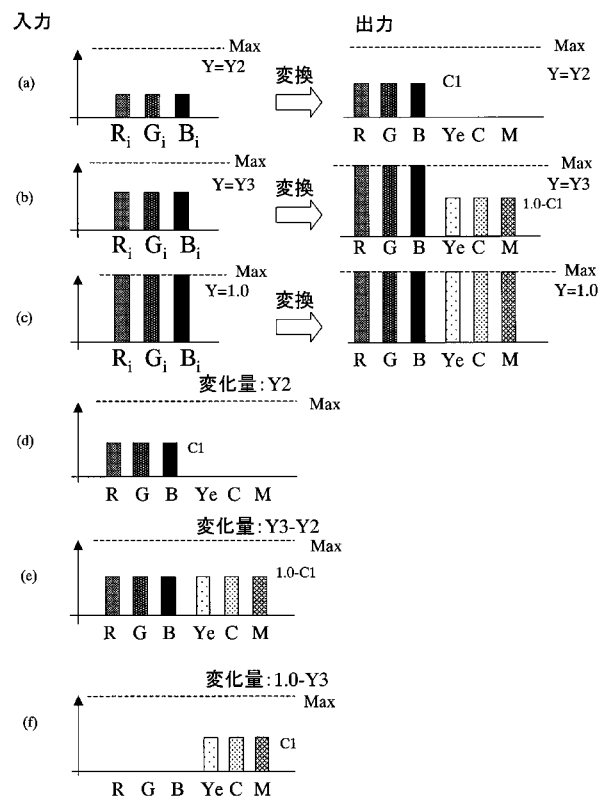 入力
出力
(a)
Max
Y=Y2
変換
Max
C1
Y=Y2
Ri Gi Bi
R G B Ye C M
(b)
Max
Y=Y3
変換
Max
Y=Y3
1.0-C1
Ri Gi Bi
R G B Ye C M
(c)
Max
Y=1.0
変換
Max
Y=1.0
Ri Gi Bi
R G B Ye C M
変化量:Y2
Max
(d)
C1
R G B Ye C M
変化量:Y3-Y2
Max
(e)
1.0-C1
R G B Ye C M
変化量:1.0-Y3
Max
(f)
C1
R G B Ye C M